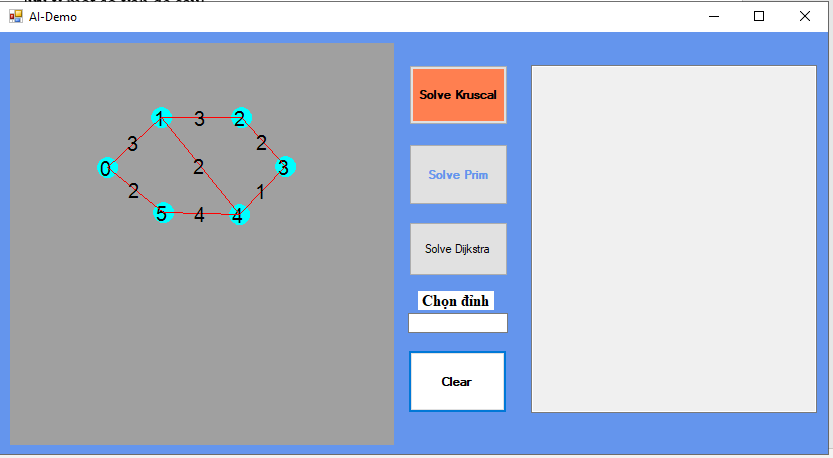 AI-Demo
1 3 2
3 2
0 2 3
2 1
5 4 4
Solve Kruscal
Solve Prim
Solve Dijkstra
Chọn đỉnh
Clear